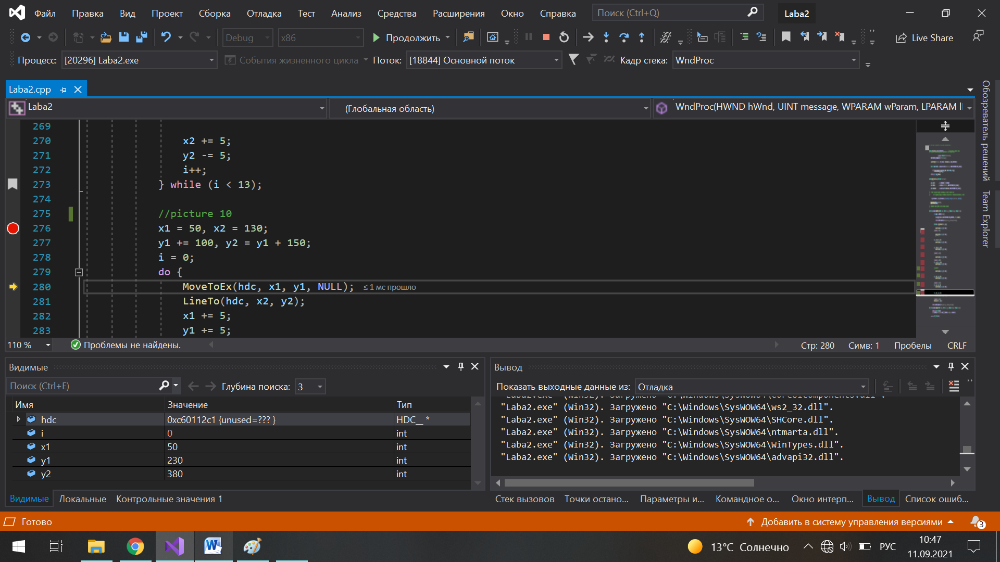 Файл Правка Вид Проект Сборка Отладка Тест Анализ Средства Расширения Окно Справка Поиск (Ctrl+Q) Laba2
Debug x86 Продолжить Live Share
Процесс: [20296] Laba2.exe События жизненного цикла Поток: [18844] Основной поток Кадр стека: WndProc
Laba2.cpp
Laba2 (Глобальная область) WndProc(HWND hWnd, UINT message, WPARAM wParam, LPARAM
269
270 x2 += 5;
271 y2 -= 5;
272 i++;
273 } while (i < 13);
274
275 //picture 10
276 x1 = 50, x2 = 130;
277 y1 += 100, y2 = y1 + 150;
278 i = 0;
279 do {
280 MoveToEx(hdc, x1, y1, NULL); ≤ 1 мс прошло
281 LineTo(hdc, x2, y2);
282 x1 += 5;
283 y1 += 5;
110 % Проблемы не найдены. Стр: 280 Симв: 1 Пробелы CRLF
Обозреватель решений
Team Explorer
Видимые
Поиск (Ctrl+E) Глубина поиска: 3
Имя Значение Тип
hdc 0xc60112c1 {unused=??? } HDC__ *
i 0 int
x1 50 int
y1 230 int
y2 380 int
Видимые Локальные Контрольные значения 1
Вывод
Показать выходные данные из: Отладка
"Laba2.exe" (Win32). Загружено "C:\Windows\SysWOW64\ws2_32.dll".
"Laba2.exe" (Win32). Загружено "C:\Windows\SysWOW64\SHCore.dll".
"Laba2.exe" (Win32). Загружено "C:\Windows\SysWOW64\ntmarta.dll".
"Laba2.exe" (Win32). Загружено "C:\Windows\SysWOW64\WinTypes.dll".
"Laba2.exe" (Win32). Загружено "C:\Windows\SysWOW64\advapi32.dll".
Стек вызовов Точки остано... Параметры и... Командное о... Окно интерп... Вывод Список ошиб...
Готово Добавить в систему управления версиями 3
13°C Солнечно РУС 10:47
11.09.2021